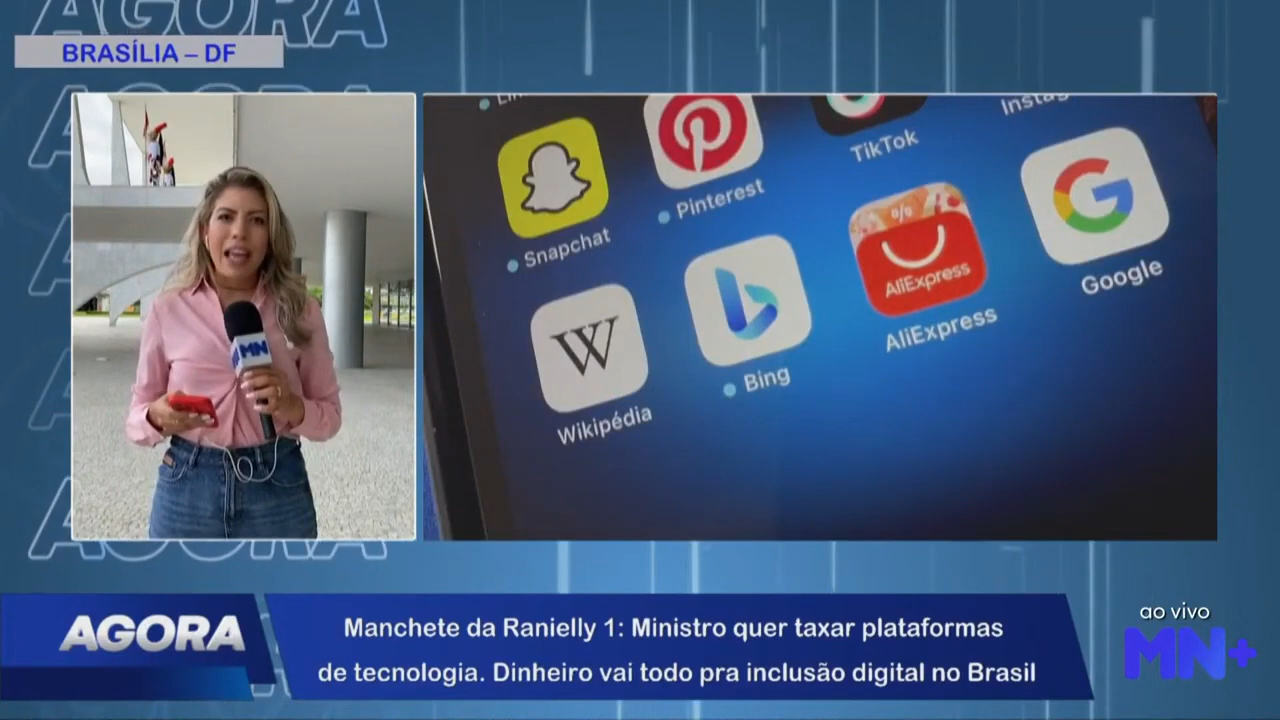 AGORA
BRASÍLIA – DF
Pinterest
TikTok
Snapchat
%
AliExpress
AliExpress
Google
W
Bing
Wikipédia
MN
AGORA
AGORA
Manchete da Ranielly 1: Ministro quer taxar plataformas
de tecnologia. Dinheiro vai todo pra inclusão digital no Brasil
ao vivo
MN+